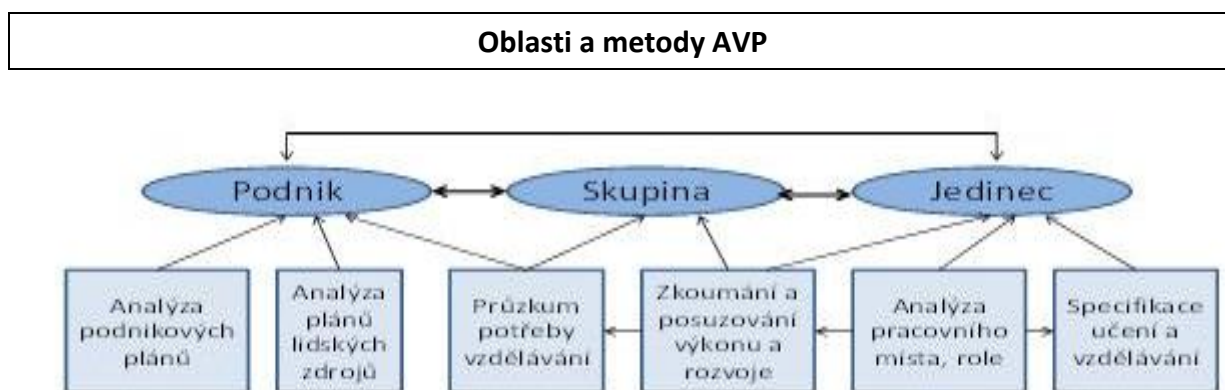 Oblasti a metody AVP
Podnik
Skupina
Jedinec
Analýza
podnikových
plánů
Analýza
plánů
lidských
zdrojů
Průzkum
potřeby
vzdělávání
Zkoumání a
posuzování
výkonu a
rozvoje
Analýza
pracovního
místa, role
Specifikace
učení a
vzdělávání